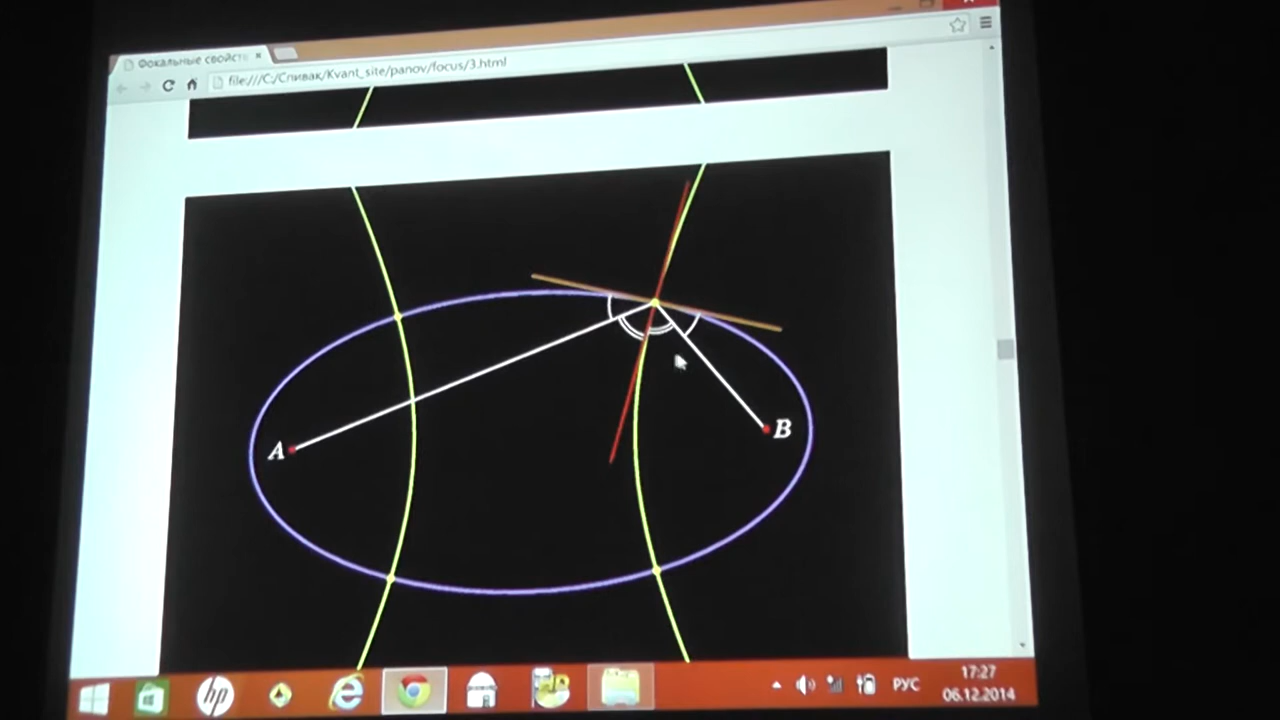 Фокальные свойств
file:///C:/Спивак/Kvant_site/panov/focus/3.html
A
B
hp
РУС
17:27
06.12.2014